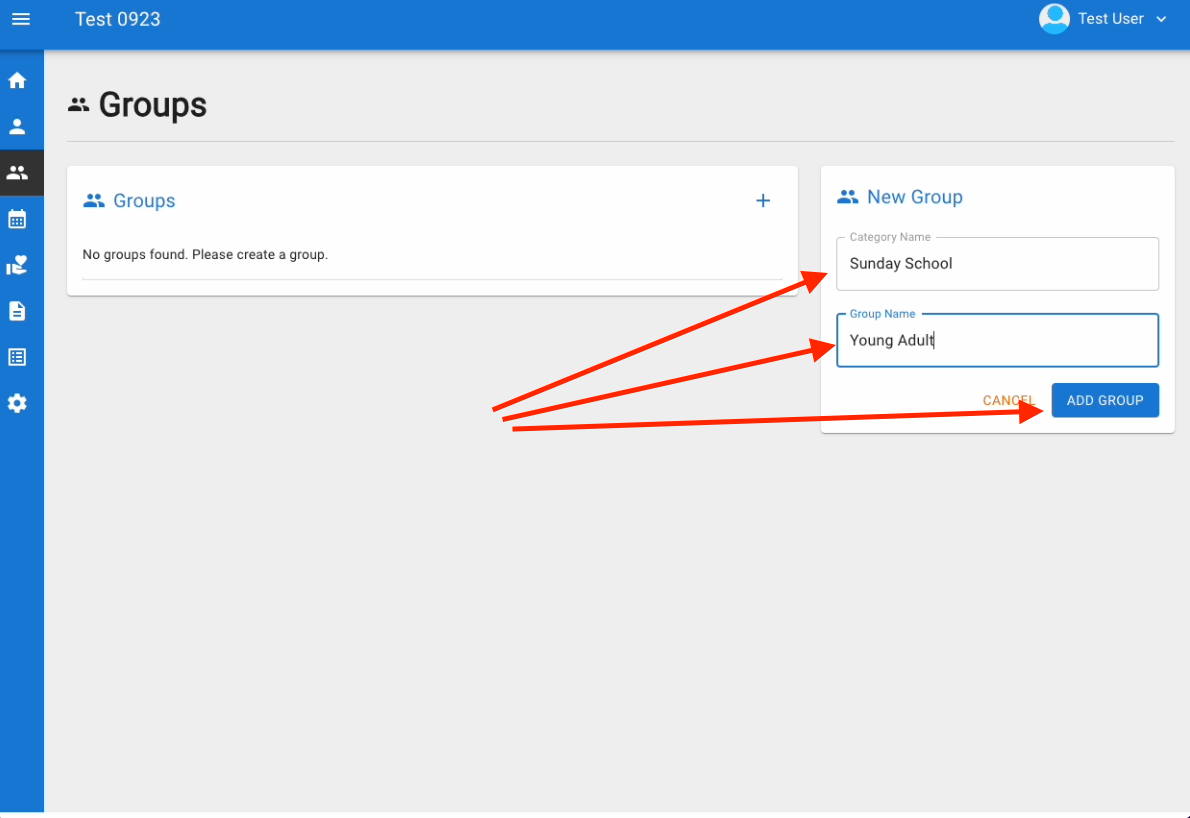 Test 0923
Test User
Groups
Groups
+
No groups found. Please create a group.
New Group
Category Name
Sunday School
Group Name
Young Adult
CANCEL
ADD GROUP